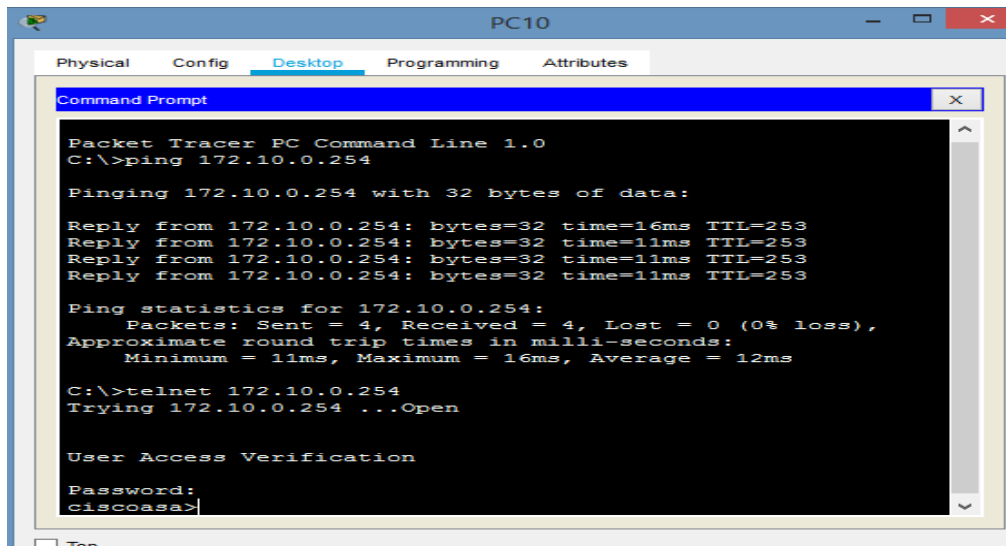 PC10
Physical Config Desktop Programming Attributes
Command Prompt X
Packet Tracer PC Command Line 1.0
C:\>ping 172.10.0.254
Pinging 172.10.0.254 with 32 bytes of data:
Reply from 172.10.0.254: bytes=32 time=16ms TTL=253
Reply from 172.10.0.254: bytes=32 time=11ms TTL=253
Reply from 172.10.0.254: bytes=32 time=11ms TTL=253
Reply from 172.10.0.254: bytes=32 time=11ms TTL=253
Ping statistics for 172.10.0.254:
Packets: Sent = 4, Received = 4, Lost = 0 (0% loss),
Approximate round trip times in milli-seconds:
Minimum = 11ms, Maximum = 16ms, Average = 12ms
C:\>telnet 172.10.0.254
Trying 172.10.0.254 ...Open
User Access Verification
Password:
ciscoasa>
Top